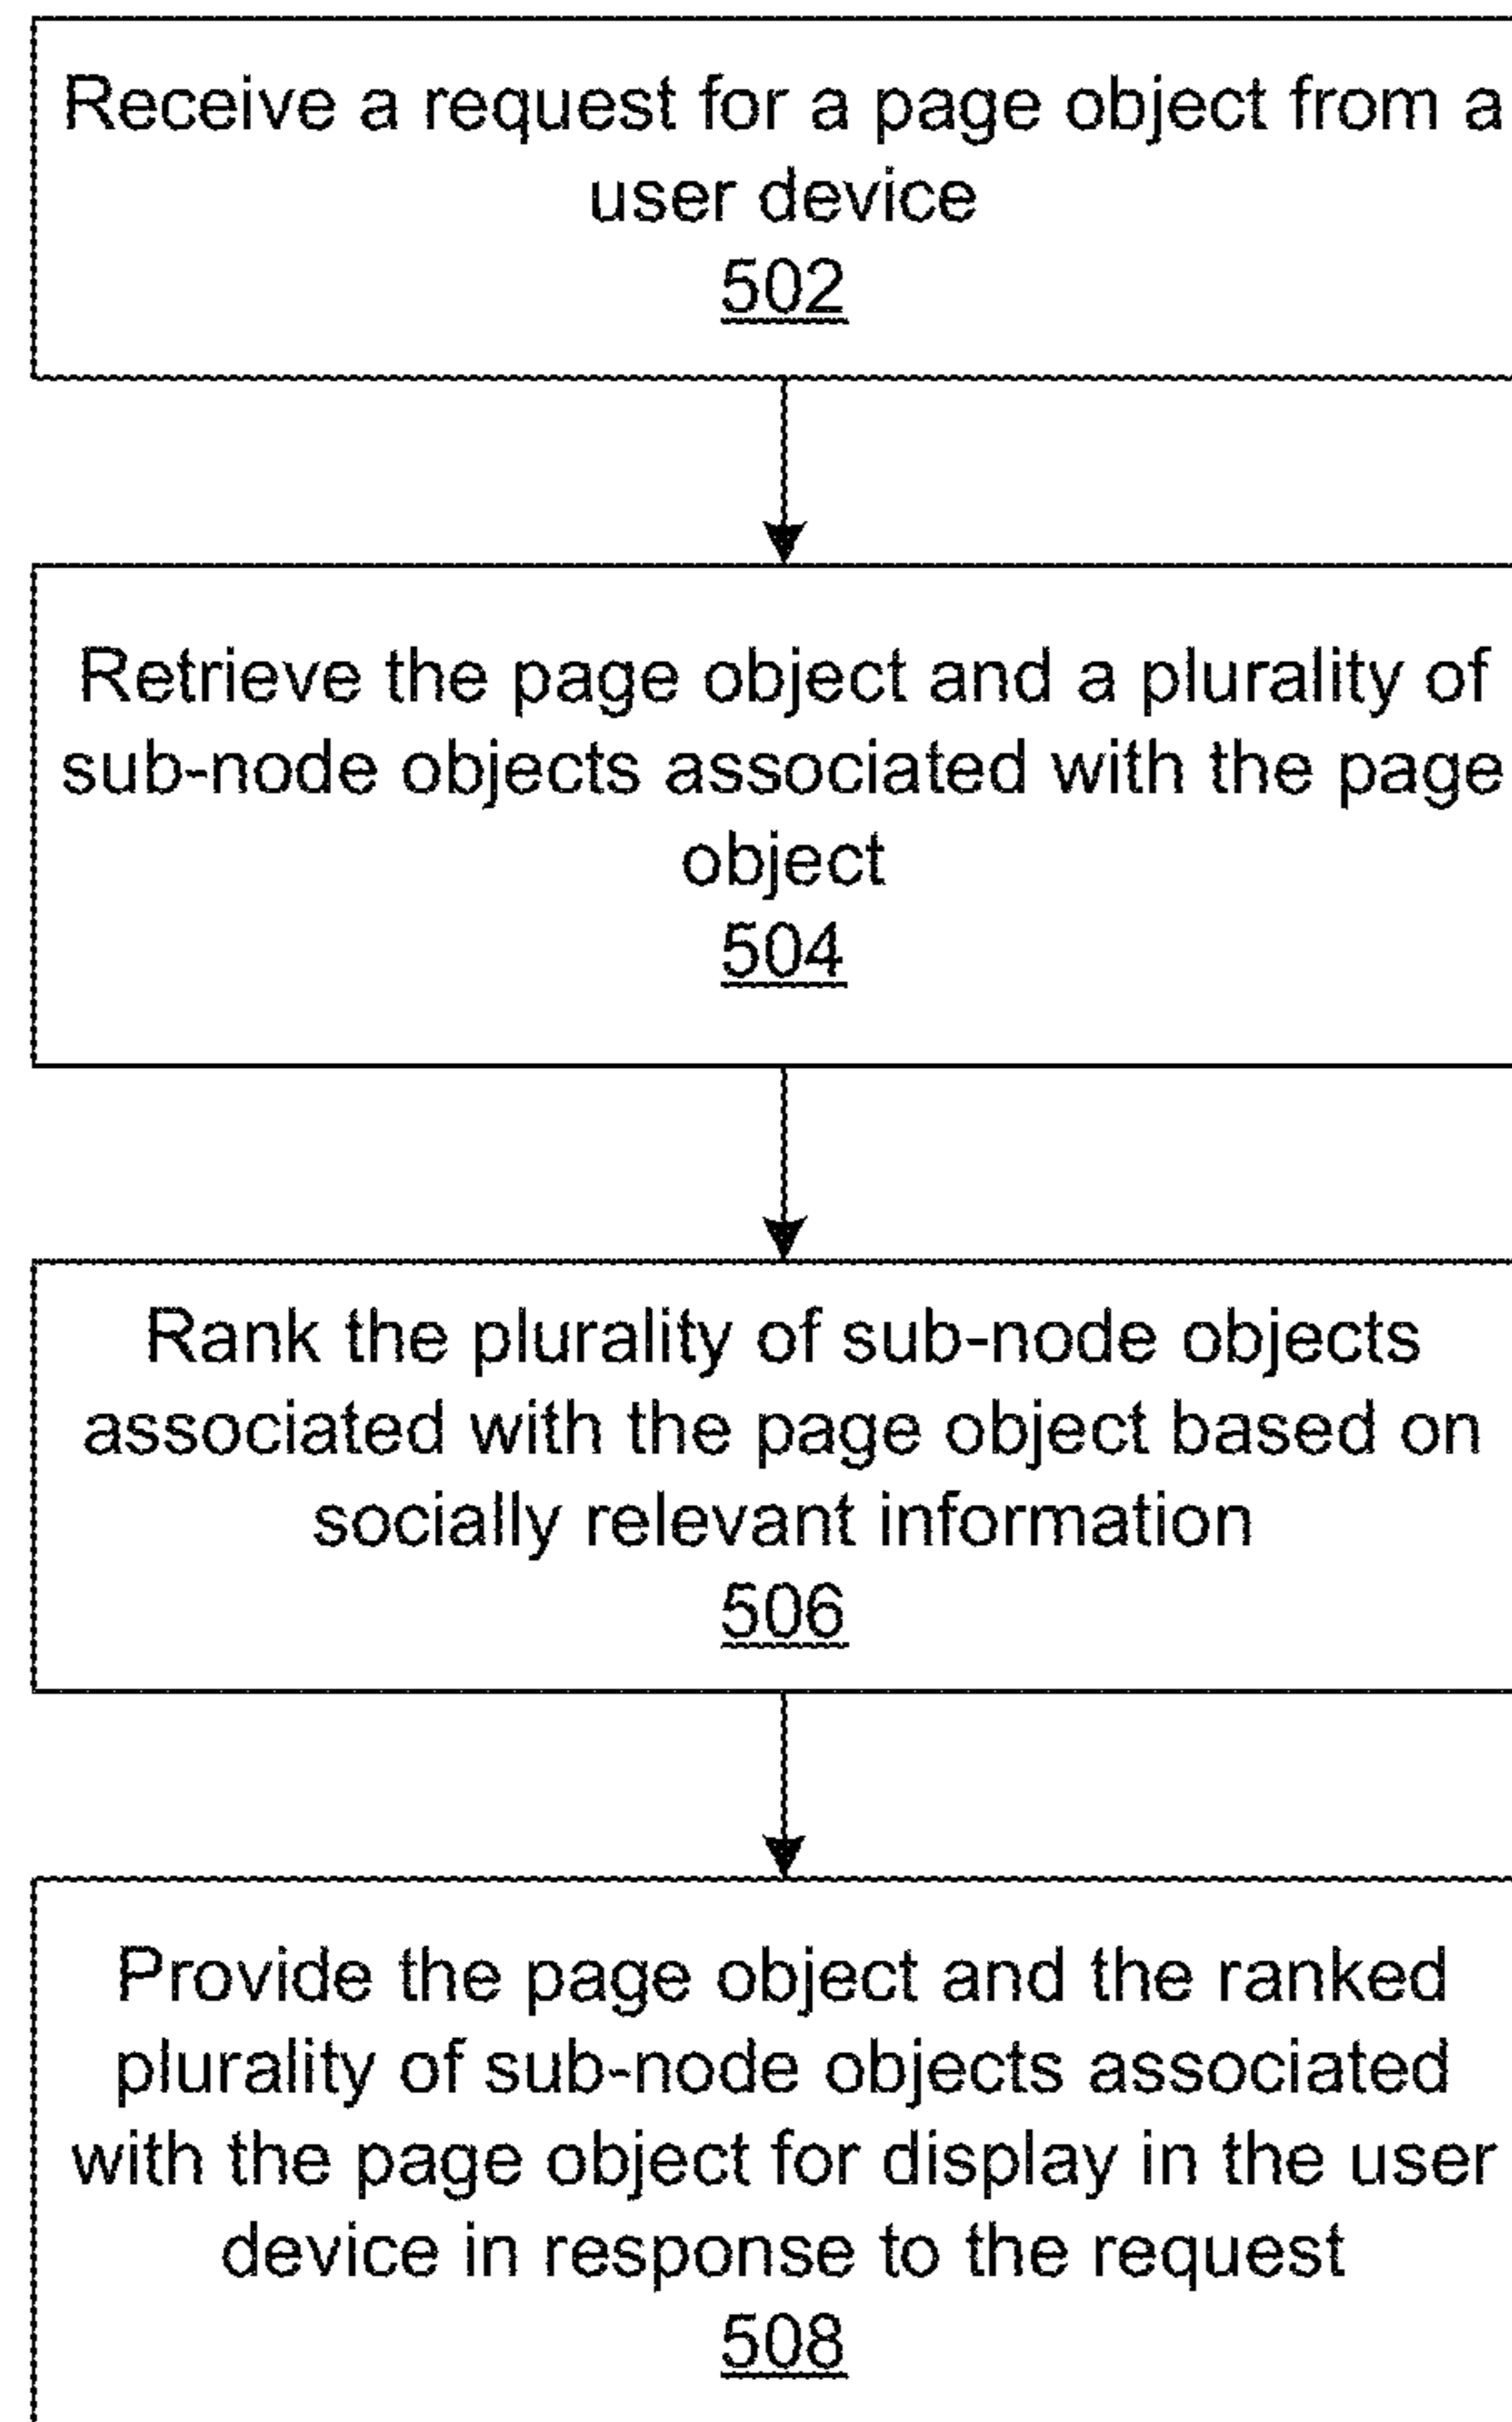 Receive a request for a page object from a
user device
502
Retrieve the page object and a plurality of
sub-node objects associated with the page
object
504
Rank the plurality of sub-node objects
associated with the page object based on
socially relevant information
506
Provide the page object and the ranked
plurality of sub-node objects associated
with the page object for display in the user
device in response to the request
508